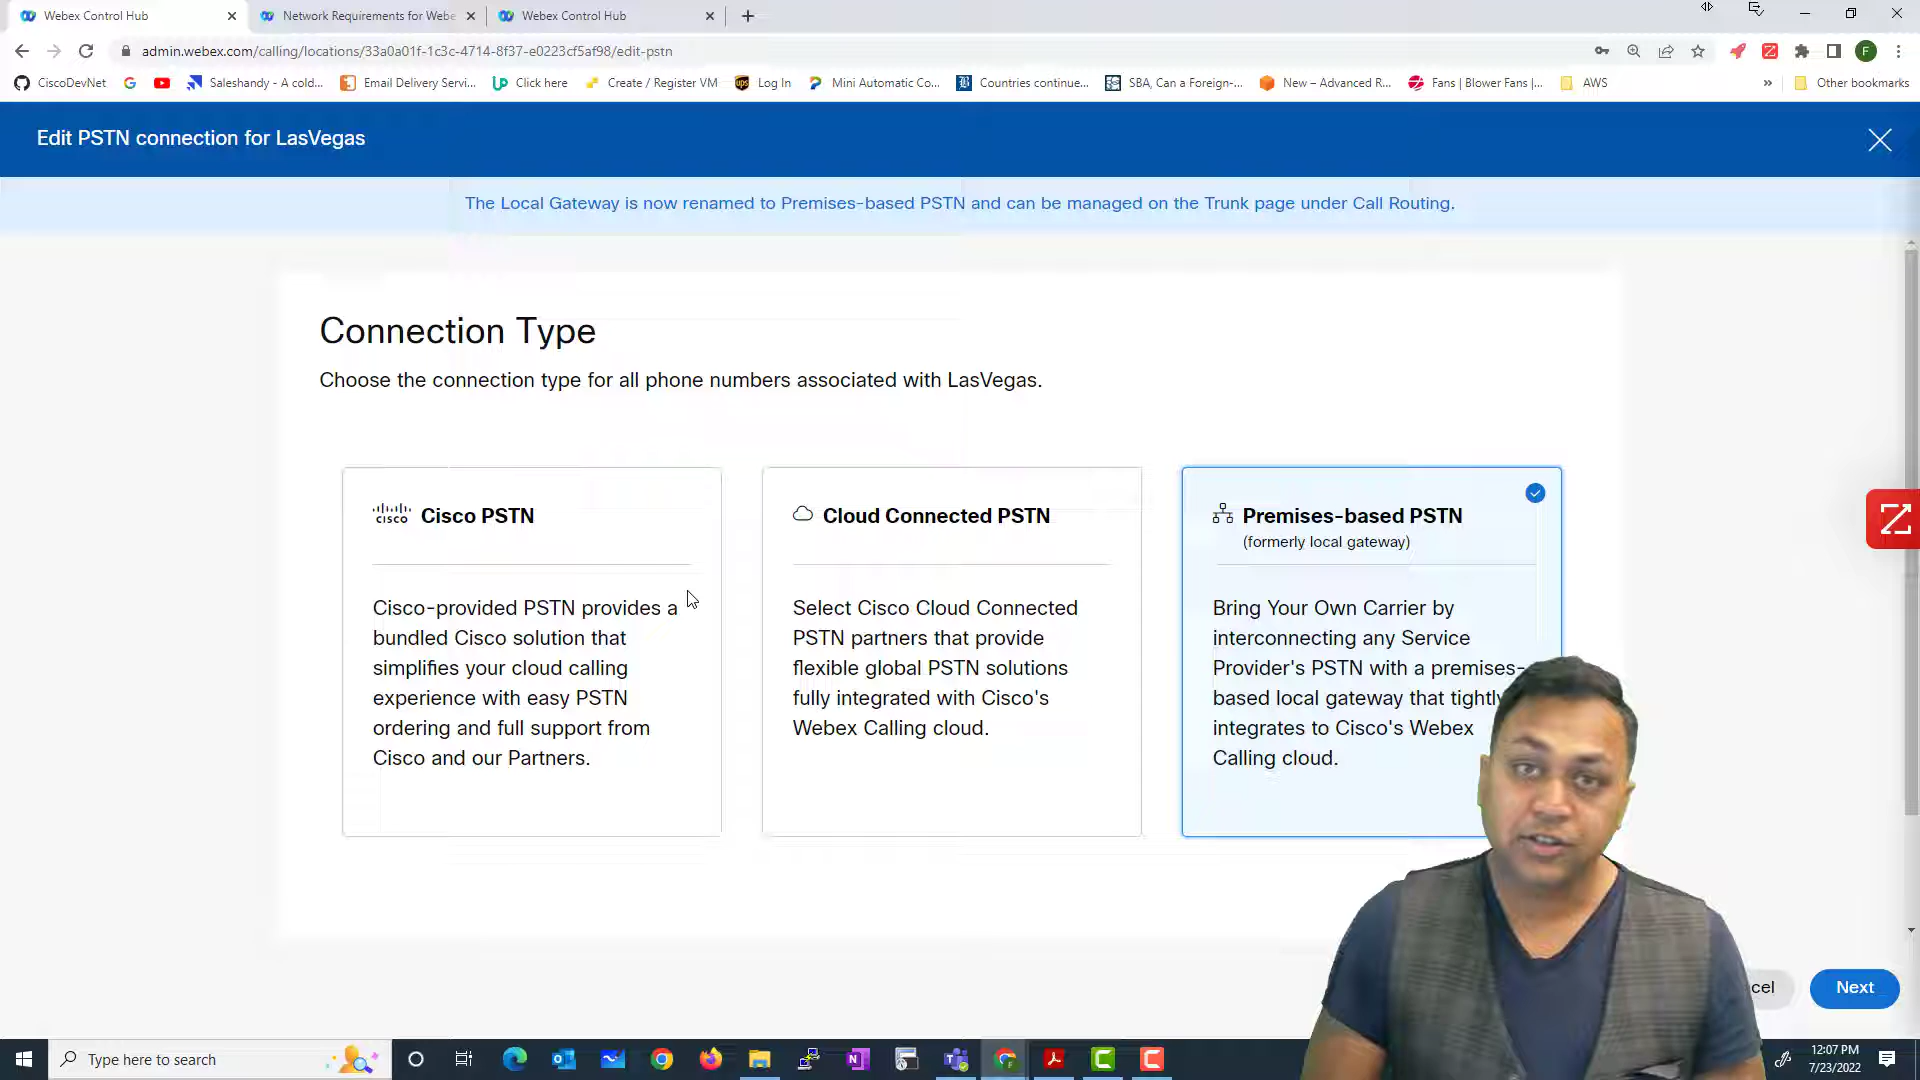 Webex Control Hub
Network Requirements for Webe
Webex Control Hub
admin.webex.com/calling/locations/33a0a01f-1c3c-4714-8f37-e0223cf5af98/edit-pstn
F
CiscoDevNet
Saleshandy - A cold...
Email Delivery Servi...
Click here
Create / Register VM
Log In
Mini Automatic Co...
Countries continue...
SBA, Can a Foreign-...
New – Advanced R...
Fans | Blower Fans |...
AWS
»
Other bookmarks
Edit PSTN connection for LasVegas
The Local Gateway is now renamed to Premises-based PSTN and can be managed on the Trunk page under Call Routing.
Connection Type
Choose the connection type for all phone numbers associated with LasVegas.
CISCO
Cisco PSTN
Cisco-provided PSTN provides a
bundled Cisco solution that
simplifies your cloud calling
experience with easy PSTN
ordering and full support from
Cisco and our Partners.
Cloud Connected PSTN
Select Cisco Cloud Connected
PSTN partners that provide
flexible global PSTN solutions
fully integrated with Cisco's
Webex Calling cloud.
Premises-based PSTN
(formerly local gateway)
Bring Your Own Carrier by
interconnecting any Service
Provider's PSTN with a premises-
based local gateway that tightly
integrates to Cisco's Webex
Calling cloud.
cel
Next
Type here to search
12:07 PM
7/23/2022